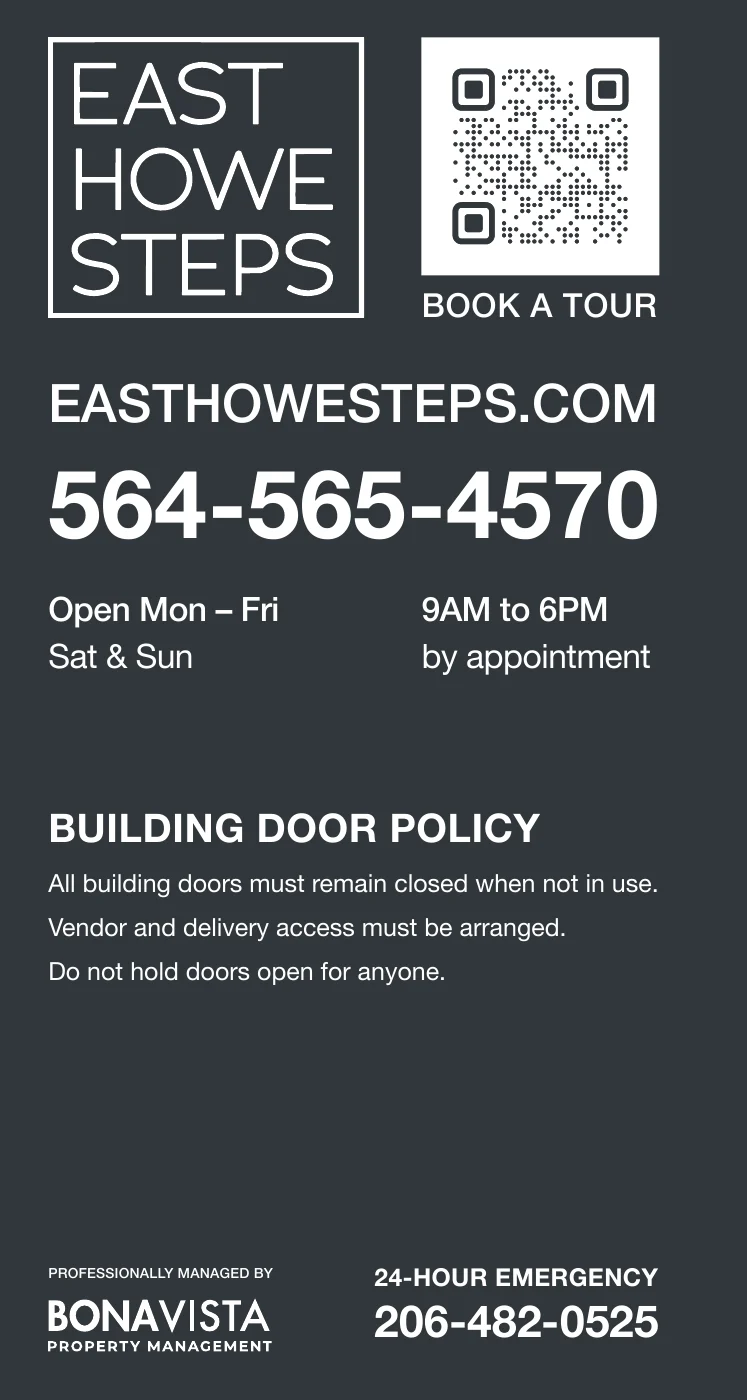 EAST
HOWE
STEPS
BOOK A TOUR
EASTHOWESTEPS.COM
564-565-4570
Open Mon – Fri 9AM to 6PM
Sat & Sun by appointment
BUILDING DOOR POLICY
All building doors must remain closed when not in use.
Vendor and delivery access must be arranged.
Do not hold doors open for anyone.
PROFESSIONALLY MANAGED BY
BONAVISTA
PROPERTY MANAGEMENT
24-HOUR EMERGENCY
206-482-0525